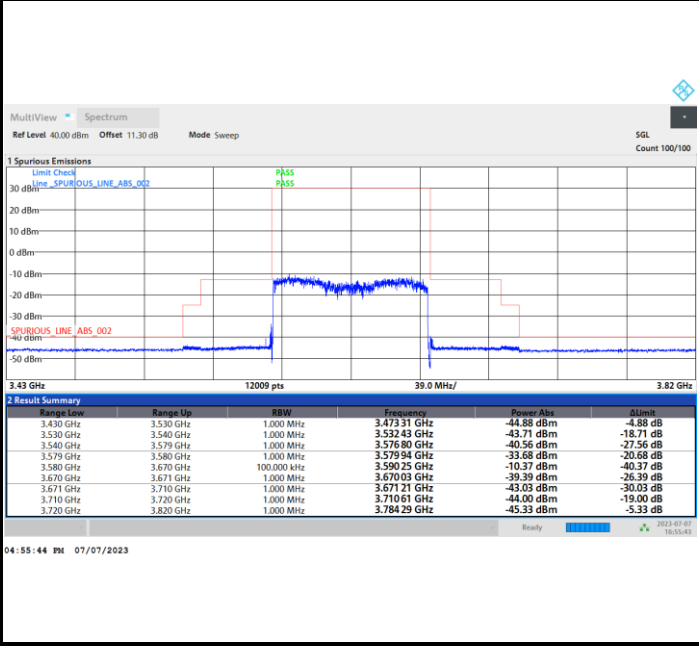 MultiView Spectrum
Ref Level 40.00 dBm Offset 11.30 dB Mode Sweep SGL
Count 100/100
1 Spurious Emissions
Limit Check PASS
Line _SPURIOUS_LINE_ABS_002 PASS
30 dBm
20 dBm
10 dBm
0 dBm
-10 dBm
-20 dBm
-30 dBm
SPURIOUS_LINE_ABS_002
-40 dBm
-50 dBm
3.43 GHz 12009 pts 39.0 MHz/ 3.82 GHz
2 Result Summary
Range Low Range Up RBW Frequency Power Abs ΔLimit
3.430 GHz 3.530 GHz 1.000 MHz 3.473 31 GHz -44.88 dBm -4.88 dB
3.530 GHz 3.540 GHz 1.000 MHz 3.532 43 GHz -43.71 dBm -18.71 dB
3.540 GHz 3.579 GHz 1.000 MHz 3.576 80 GHz -40.56 dBm -27.56 dB
3.579 GHz 3.580 GHz 1.000 MHz 3.579 94 GHz -33.68 dBm -20.68 dB
3.580 GHz 3.670 GHz 100.000 kHz 3.590 25 GHz -10.37 dBm -40.37 dB
3.670 GHz 3.671 GHz 1.000 MHz 3.670 03 GHz -39.39 dBm -26.39 dB
3.671 GHz 3.710 GHz 1.000 MHz 3.671 21 GHz -43.03 dBm -30.03 dB
3.710 GHz 3.720 GHz 1.000 MHz 3.710 61 GHz -44.00 dBm -19.00 dB
3.720 GHz 3.820 GHz 1.000 MHz 3.784 29 GHz -45.33 dBm -5.33 dB
Ready 2023-07-07
16:55:43
04:55:44 PM 07/07/2023